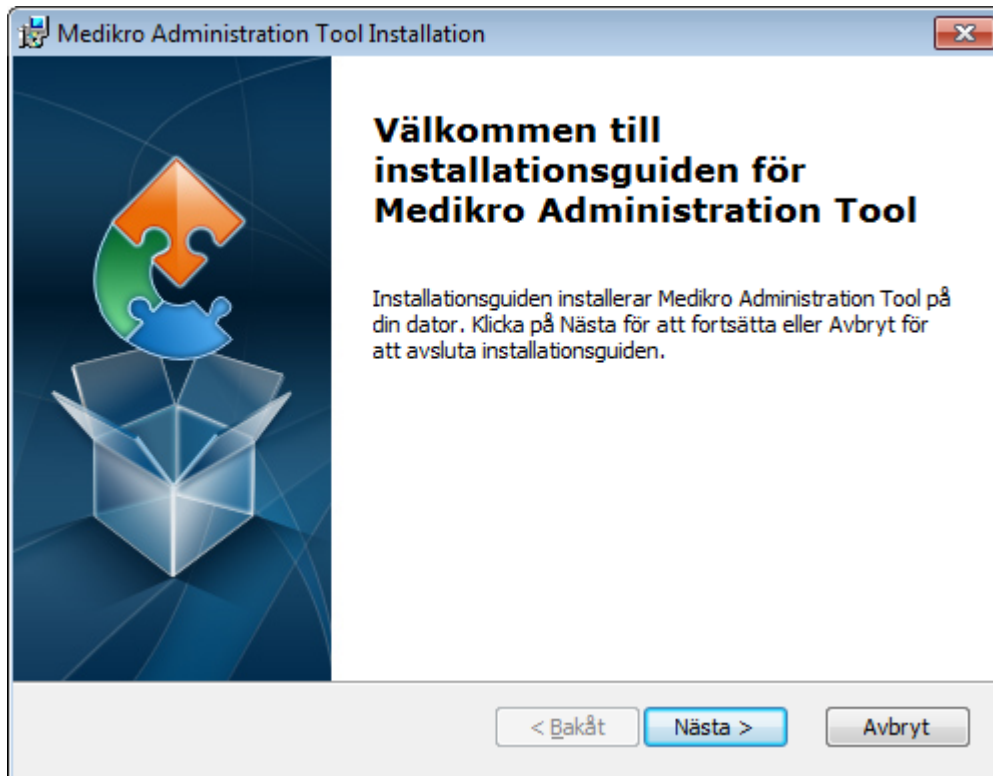 Medikro Administration Tool Installation
Välkommen till
installationsguiden för
Medikro Administration Tool
Installationsguiden installerar Medikro Administration Tool på
din dator. Klicka på Nästa för att fortsätta eller Avbryt för
att avsluta installationsguiden.
< Bakåt Nästa > Avbryt